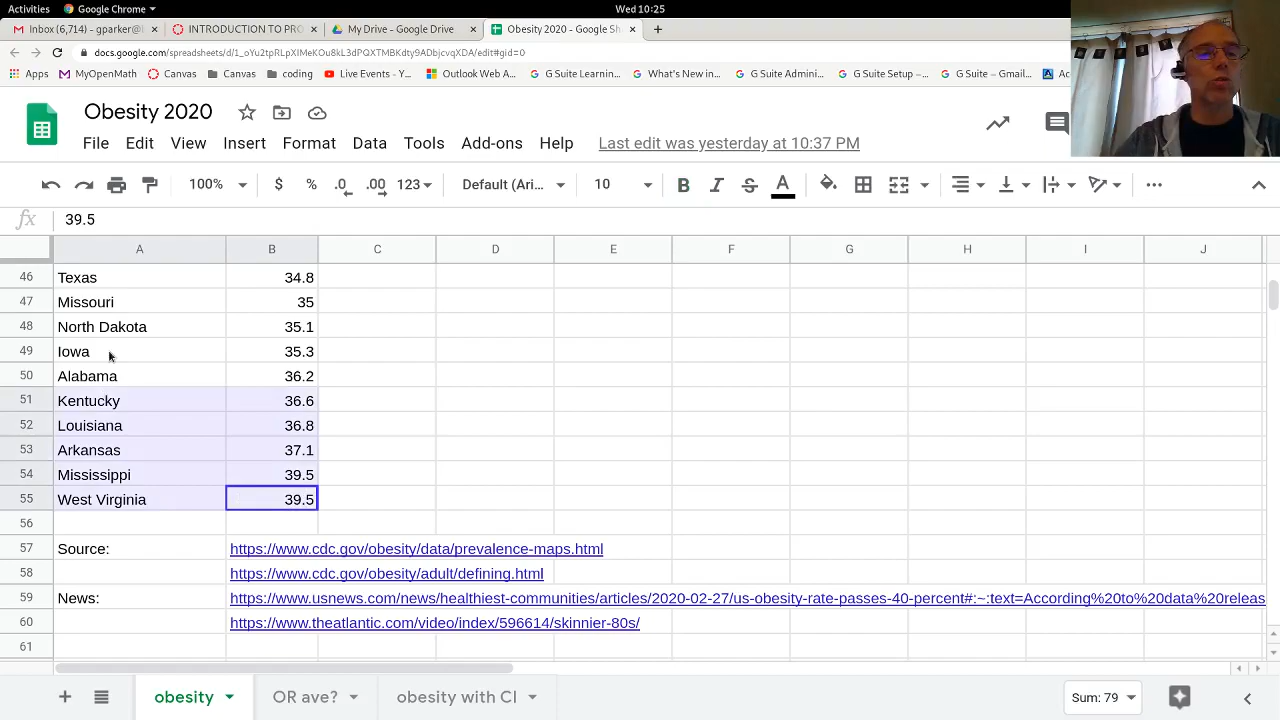 Activities Google Chrome Wed 10:25
Inbox (6,714) - gparker@ INTRODUCTION TO PRO My Drive - Google Drive Obesity 2020 - Google Sh
docs.google.com/spreadsheets/d/1_oYu2tpRLpXIMeKOu8kL3dPQXTMBKdty9ADbjcvqXDA/edit#gid=0
Apps MyOpenMath Canvas Canvas coding Live Events - Y... Outlook Web A... G Suite Learnin... What's New in... G Suite Admini... G Suite Setup –... G Suite – Gmail... Ac
Obesity 2020
File Edit View Insert Format Data Tools Add-ons Help Last edit was yesterday at 10:37 PM
100% $ % .0 .00 123 Default (Ari... 10 B I S A
fx 39.5
A B C D E F G H I J
46 Texas 34.8
47 Missouri 35
48 North Dakota 35.1
49 Iowa 35.3
50 Alabama 36.2
51 Kentucky 36.6
52 Louisiana 36.8
53 Arkansas 37.1
54 Mississippi 39.5
55 West Virginia 39.5
56
57 Source: https://www.cdc.gov/obesity/data/prevalence-maps.html
58 https://www.cdc.gov/obesity/adult/defining.html
59 News: https://www.usnews.com/news/healthiest-communities/articles/2020-02-27/us-obesity-rate-passes-40-percent#:~:text=According%20to%20data%20releas
60 https://www.theatlantic.com/video/index/596614/skinnier-80s/
61
obesity OR ave? obesity with CI Sum: 79